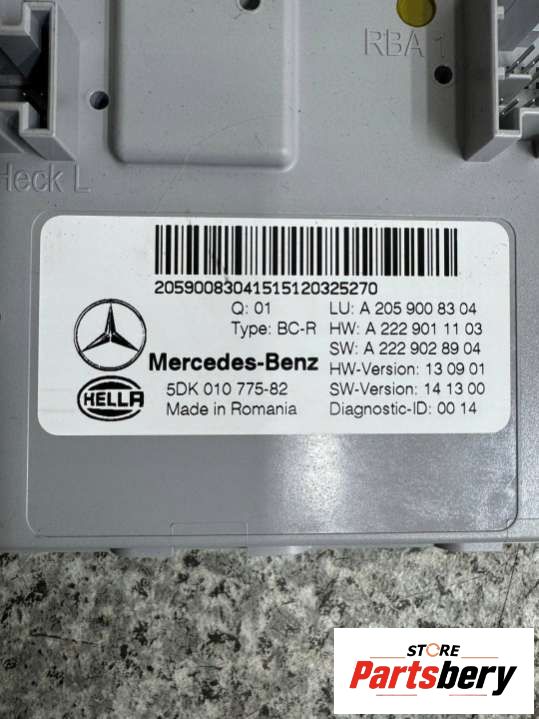 RBA 1
Heck L
20590083041515120325270
Q: 01
Type: BC-R
Mercedes-Benz
HELLA
5DK 010 775-82
Made in Romania
LU: A 205 900 83 04
HW: A 222 901 11 03
SW: A 222 902 89 04
HW-Version: 13 09 01
SW-Version: 14 13 00
Diagnostic-ID: 00 14
STORE
Partsbery